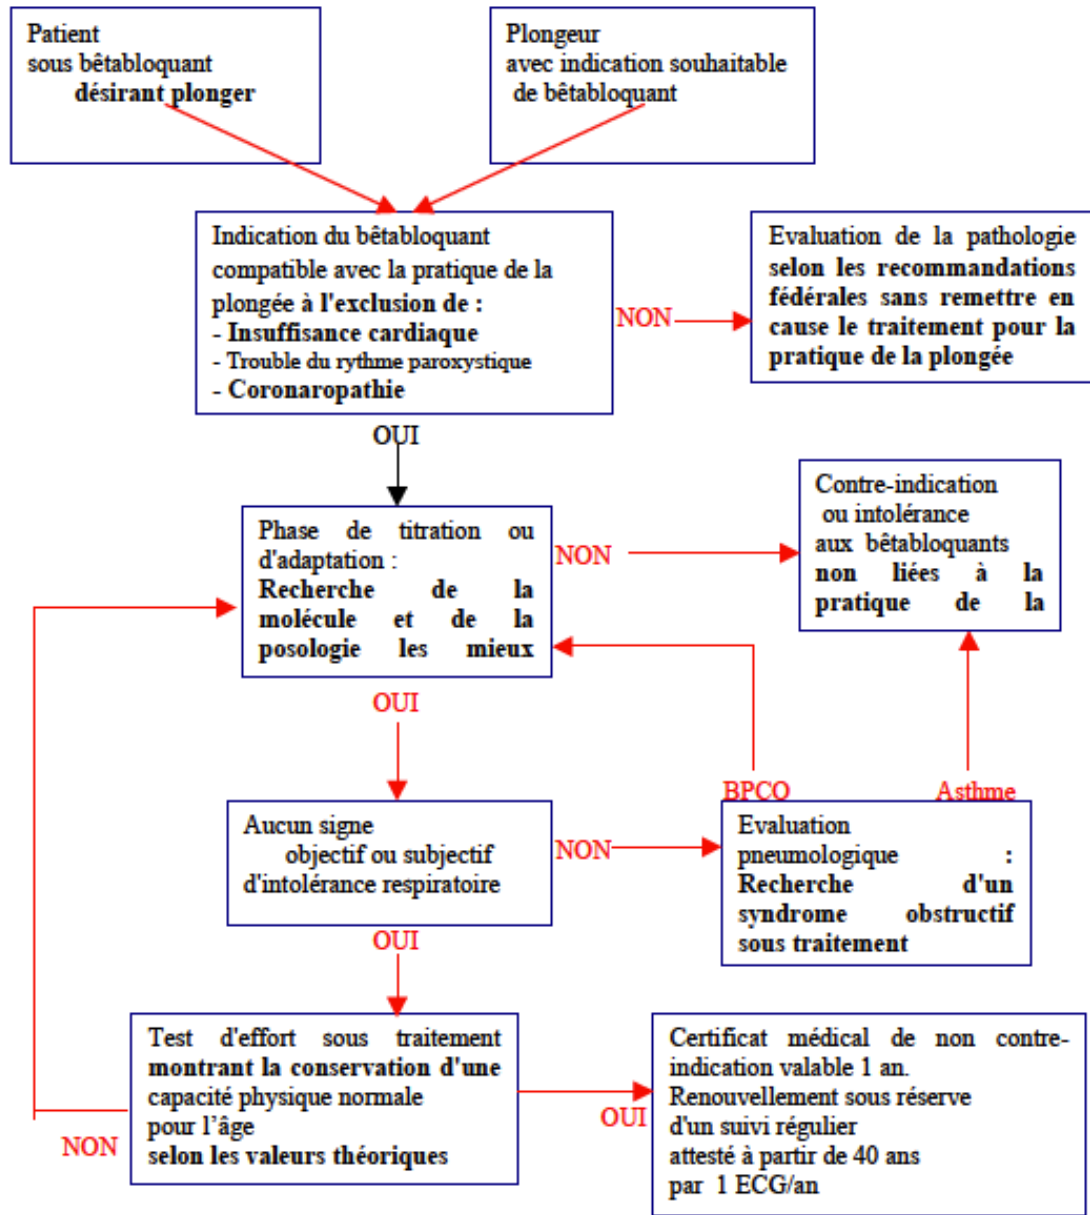 Patient
sous bêtabloquant
désirant plonger
Plongeur
avec indication souhaitable
de bêtabloquant
Indication du bêtabloquant
compatible avec la pratique de la
plongée à l'exclusion de :
- Insuffisance cardiaque
- Trouble du rythme paroxystique
- Coronaropathie
NON
Evaluation de la pathologie
selon les recommandations
fédérales sans remettre en
cause le traitement pour la
pratique de la plongée
OUI
Phase de titration ou
d'adaptation :
Recherche de la
molécule et de la
posologie les mieux
NON
Contre-indication
ou intolérance
aux bêtabloquants
non liées à la
pratique de la
OUI
Aucun signe
objectif ou subjectif
d'intolérance respiratoire
NON
BPCO
Asthme
Evaluation
pneumologique :
Recherche d'un
syndrome obstructif
sous traitement
OUI
Test d'effort sous traitement
montrant la conservation d'une
capacité physique normale
pour l'âge
selon les valeurs théoriques
NON
OUI
Certificat médical de non contre-
indication valable 1 an.
Renouvellement sous réserve
d'un suivi régulier
attesté à partir de 40 ans
par 1 ECG/an